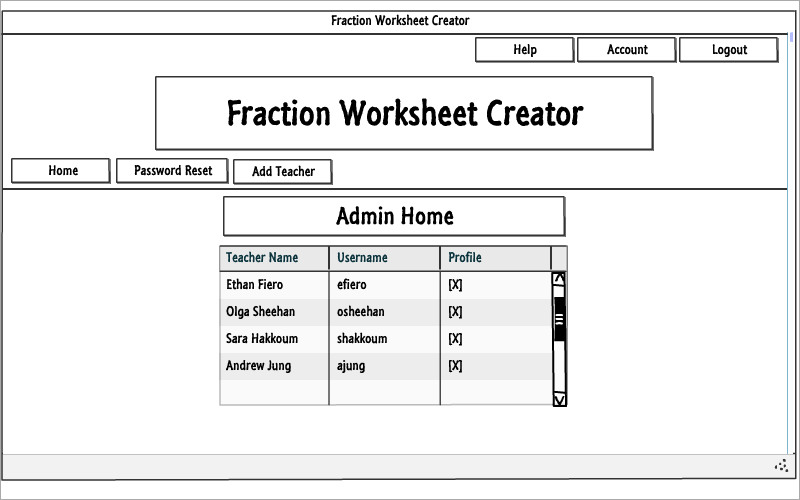 Fraction Worksheet Creator
Help Account Logout
Fraction Worksheet Creator
Home Password Reset Add Teacher
Admin Home
Teacher Name Username Profile
Ethan Fiero efiero [X]
Olga Sheehan osheehan [X]
Sara Hakkoum shakkoum [X]
Andrew Jung ajung [X]